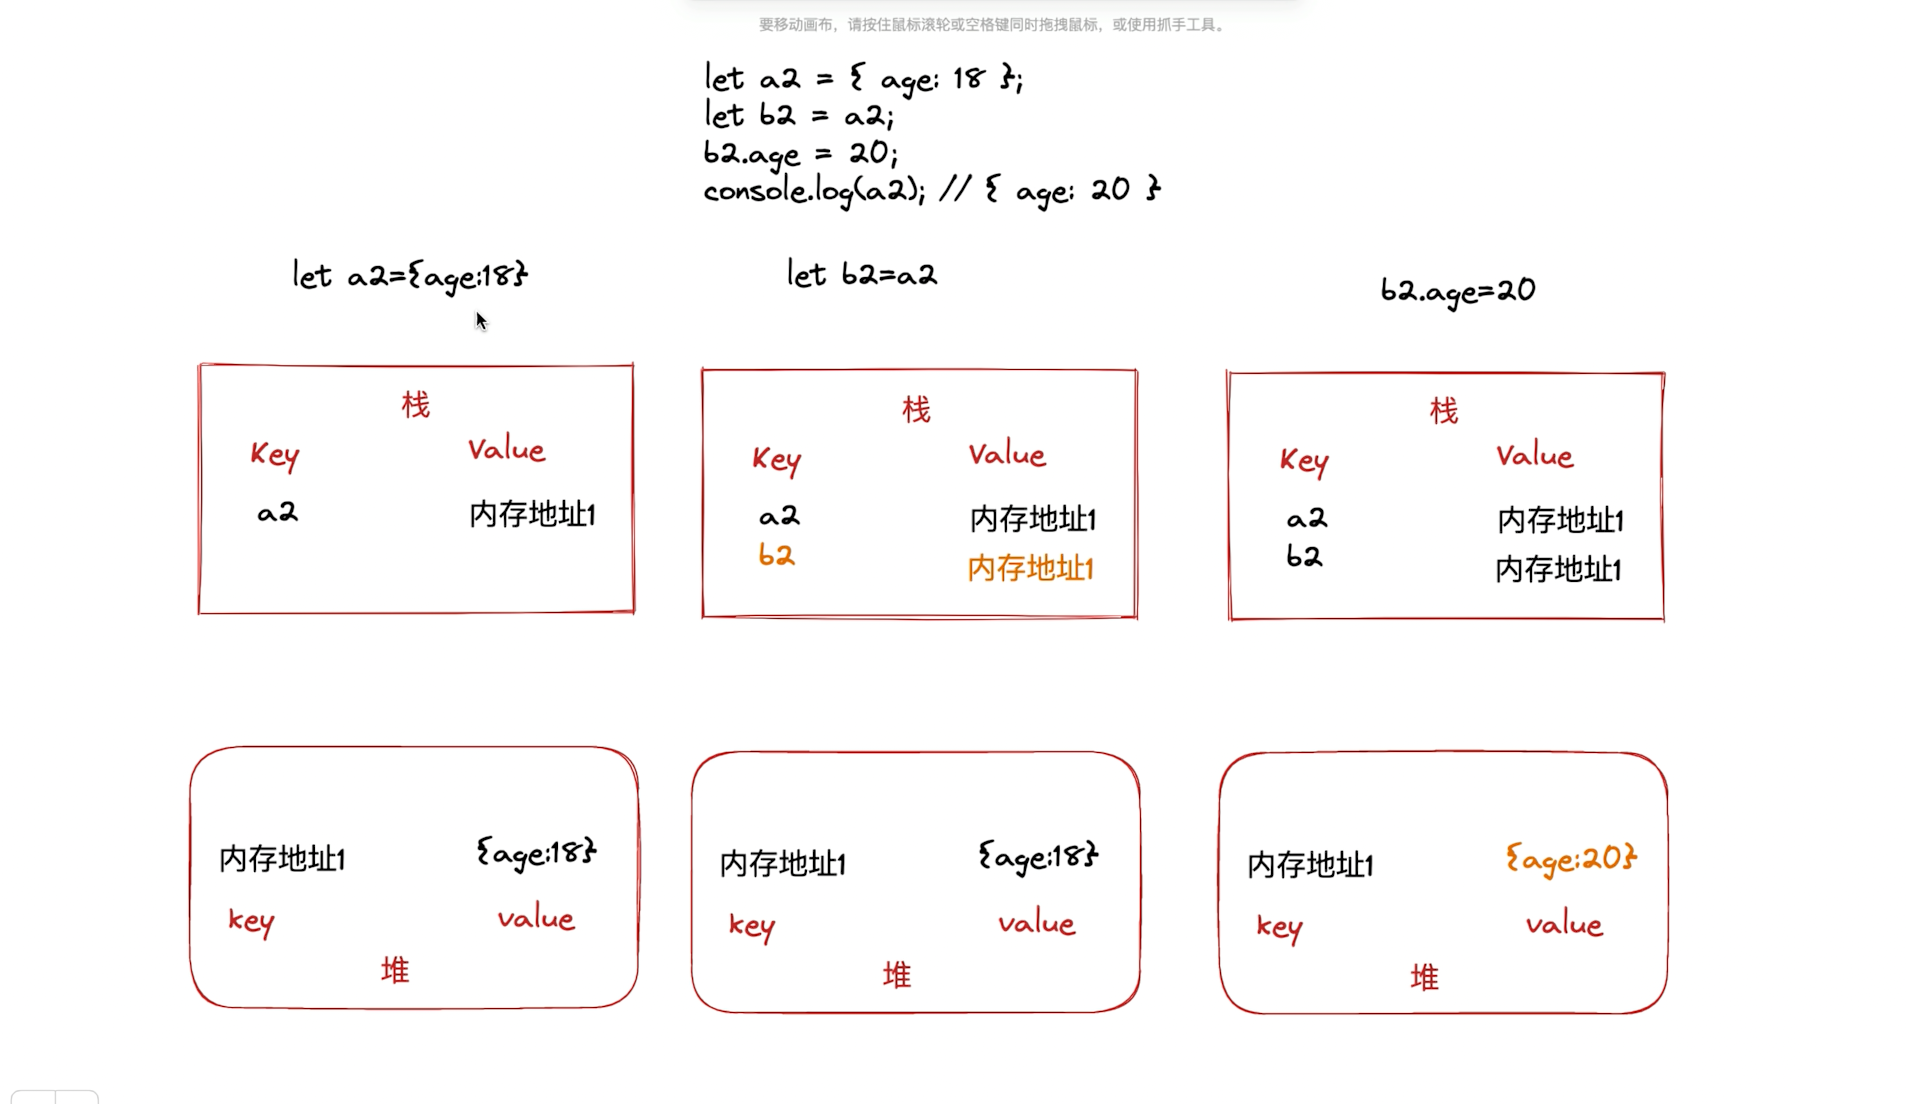 要移动画布，请按住鼠标滚轮或空格键同时拖拽鼠标，或使用抓手工具。
let a2 = { age: 18 };
let b2 = a2;
b2.age = 20;
console.log(a2); // { age: 20 }
let a2={age:18}
let b2=a2
b2.age=20
栈
Key Value
a2 内存地址1
栈
Key Value
a2 内存地址1
b2 内存地址1
栈
Key Value
a2 内存地址1
b2 内存地址1
内存地址1 {age:18}
key value
堆
内存地址1 {age:18}
key value
堆
内存地址1 {age:20}
key value
堆